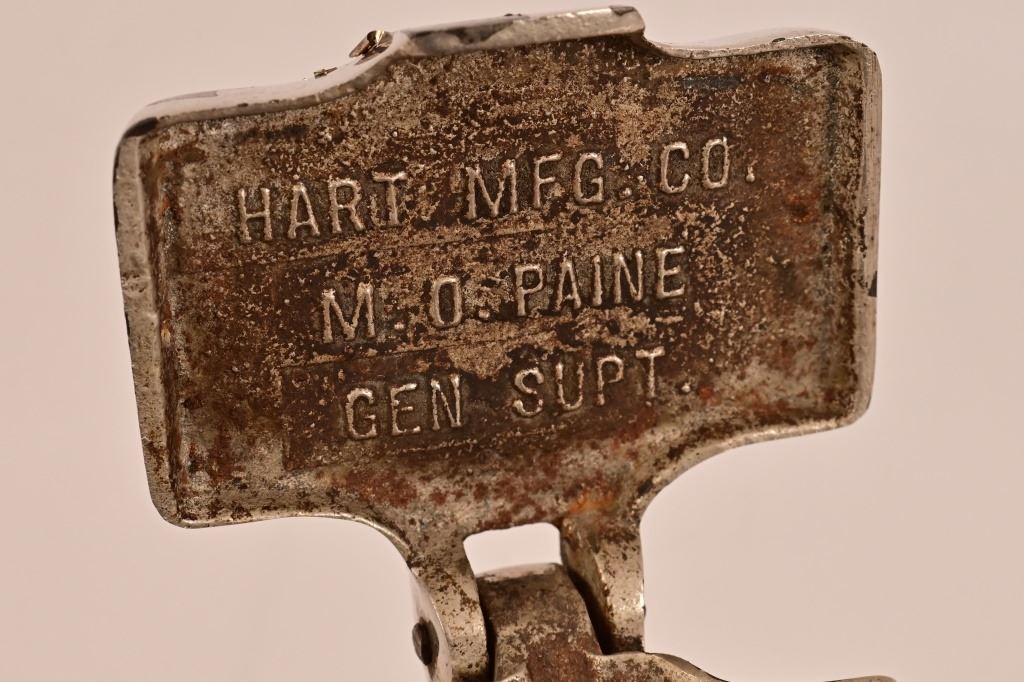 HART MFG. CO.
M. O. PAINE
GEN SUPT.